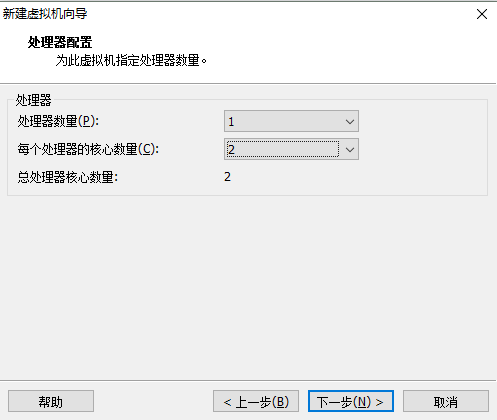 新建虚拟机向导
处理器配置
为此虚拟机指定处理器数量。
处理器
处理器数量(P): 1
每个处理器的核心数量(C): 2
总处理器核心数量: 2
帮助 < 上一步(B) 下一步(N) > 取消